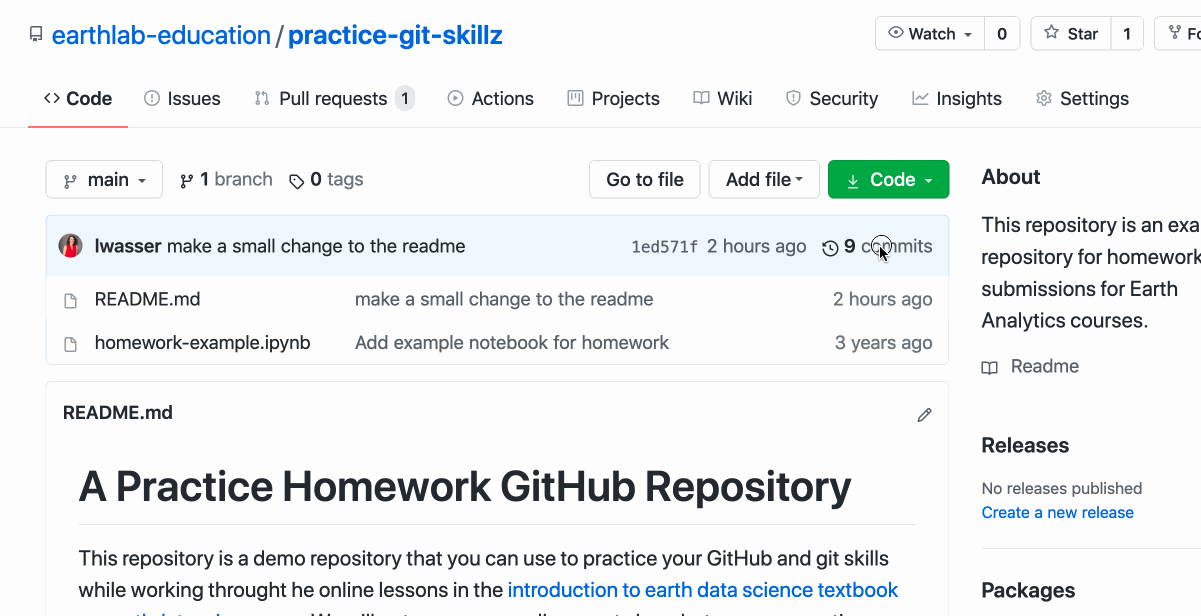 earthlab-education / practice-git-skillz Watch 0 Star 1
Code Issues Pull requests 1 Actions Projects Wiki Security Insights Settings
main 1 branch 0 tags Go to file Add file Code
lwasser make a small change to the readme 1ed571f 2 hours ago 9 commits
README.md make a small change to the readme 2 hours ago
homework-example.ipynb Add example notebook for homework 3 years ago
README.md
A Practice Homework GitHub Repository
This repository is a demo repository that you can use to practice your GitHub and git skills
while working throught he online lessons in the introduction to earth data science textbook
About
This repository is an exa
repository for homework
submissions for Earth
Analytics courses.
Readme
Releases
No releases published
Create a new release
Packages